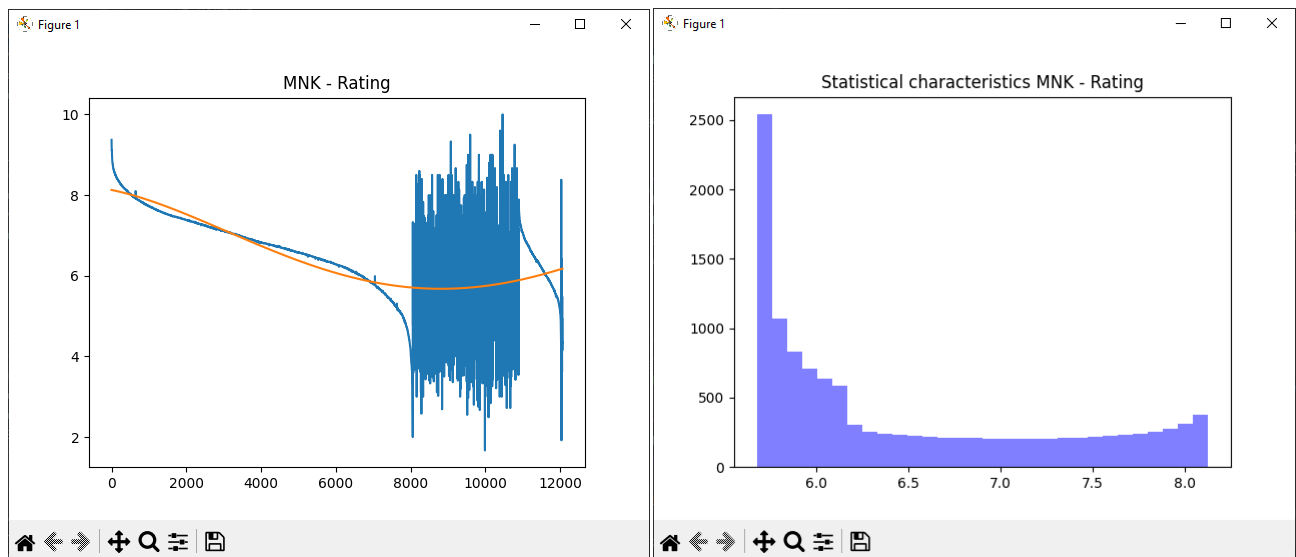 Figure 1
MNK - Rating
10
8
6
4
2
0 2000 4000 6000 8000 10000 12000
Figure 1
Statistical characteristics MNK - Rating
2500
2000
1500
1000
500
0
6.0 6.5 7.0 7.5 8.0